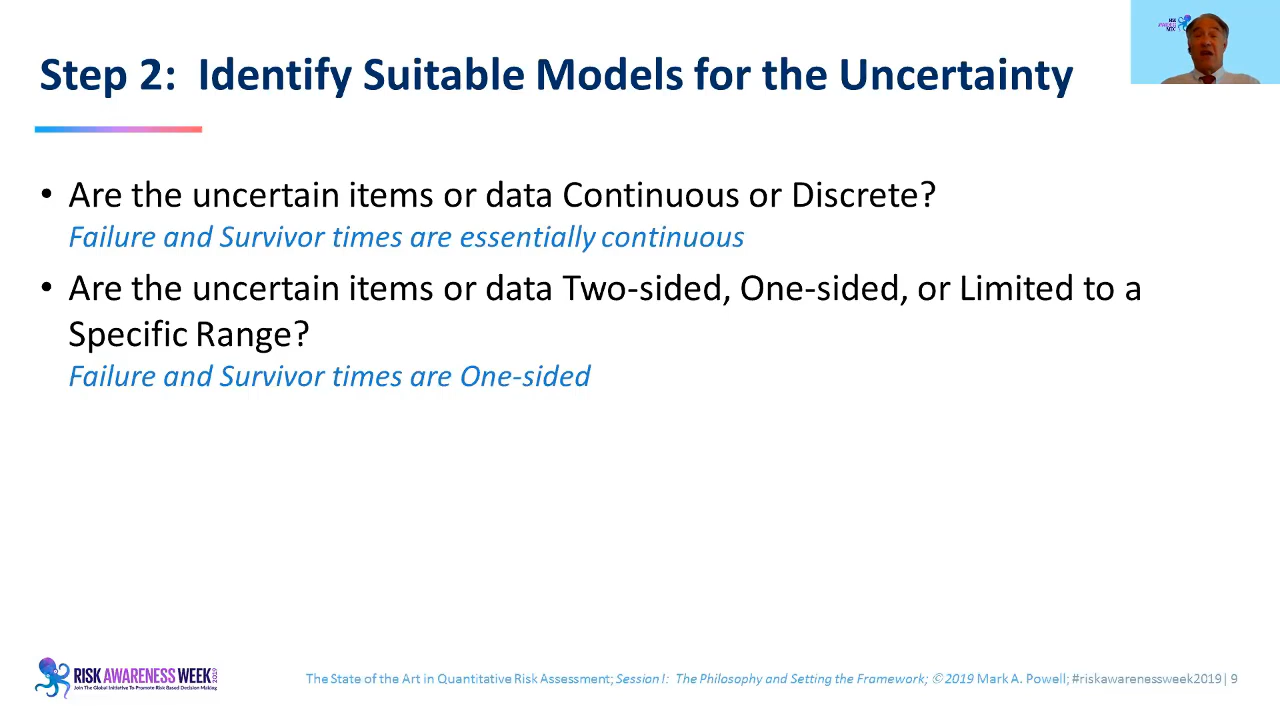 Step 2: Identify Suitable Models for the Uncertainty
• Are the uncertain items or data Continuous or Discrete?
Failure and Survivor times are essentially continuous
• Are the uncertain items or data Two-sided, One-sided, or Limited to a
Specific Range?
Failure and Survivor times are One-sided
RISK AWARENESS WEEK 2019
Join The Global Initiative To Promote Risk Based Decision Making
The State of the Art in Quantitative Risk Assessment; Session I: The Philosophy and Setting the Framework; © 2019 Mark A. Powell; #riskawarenessweek2019| 9